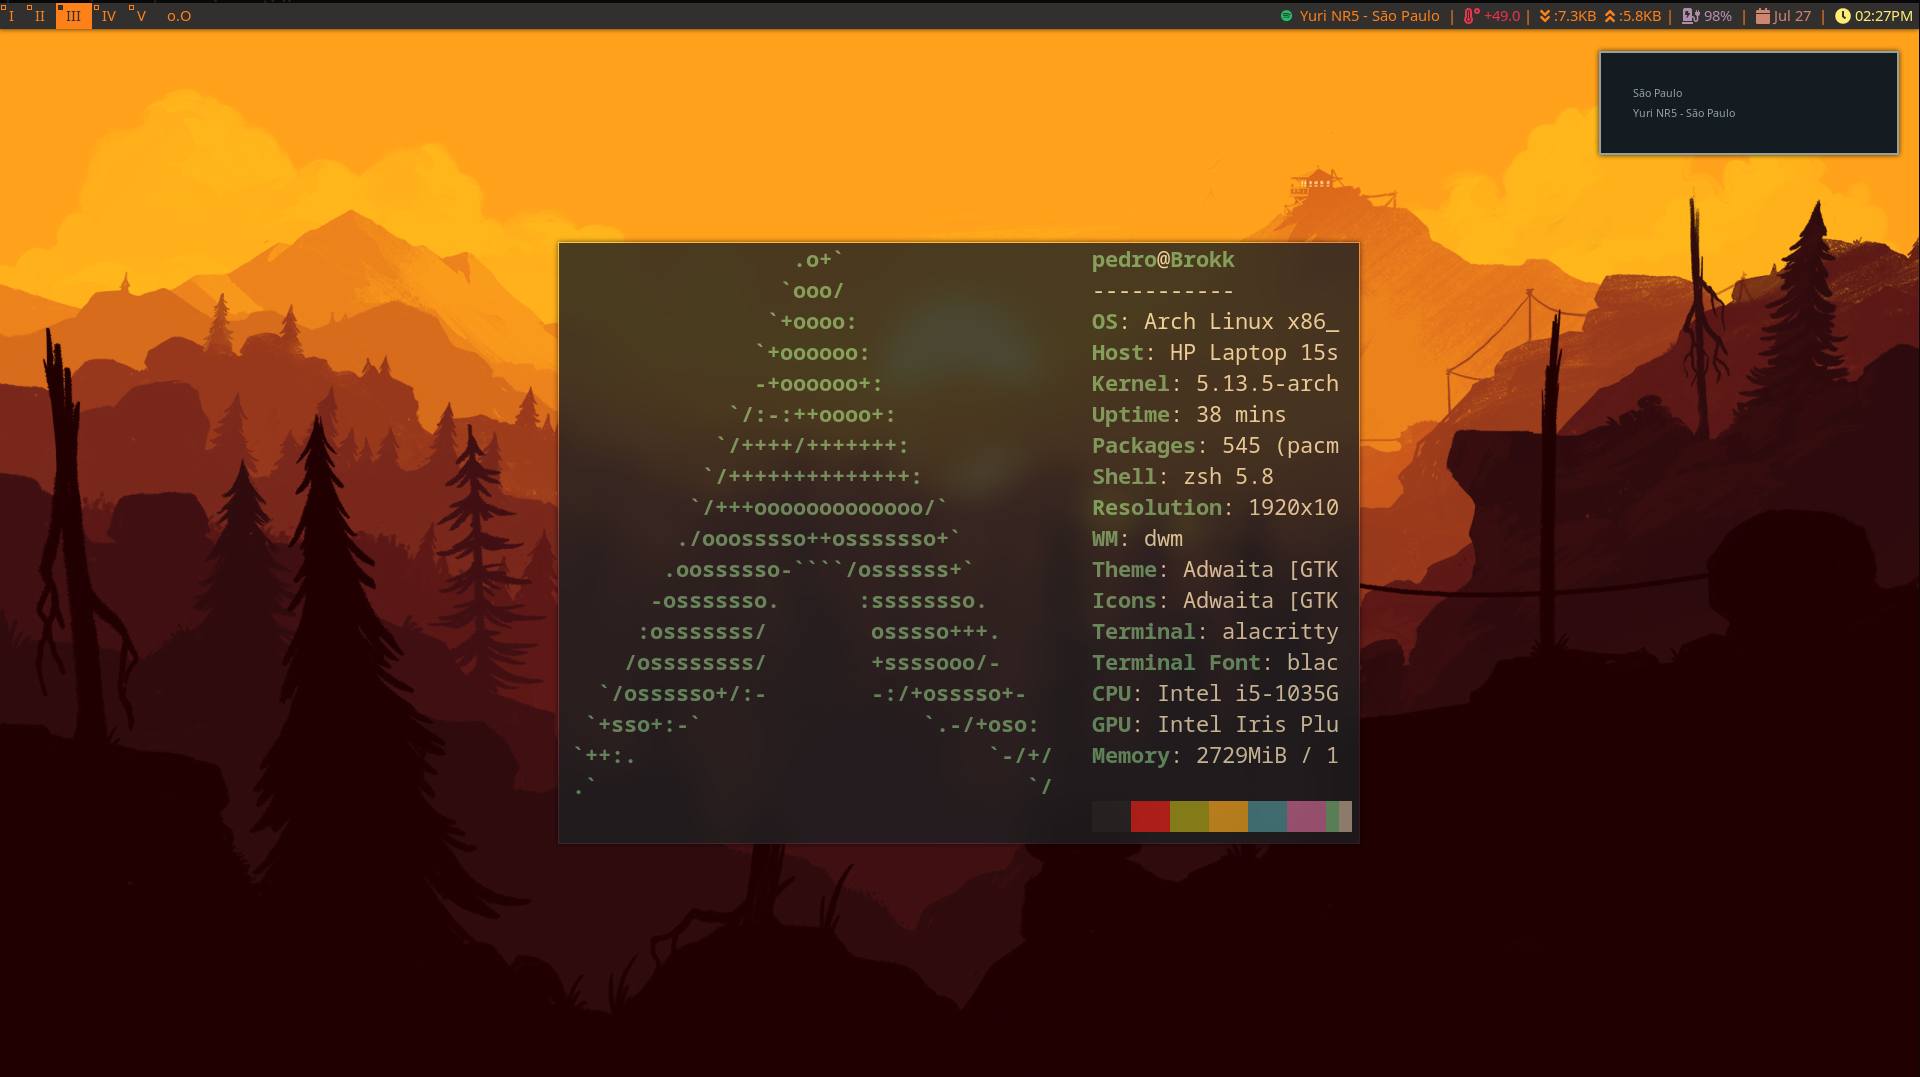 I II III IV V o.O Yuri NR5 - São Paulo | +49.0 | :7.3KB :5.8KB | 98% | Jul 27 | 02:27PM
São Paulo
Yuri NR5 - São Paulo
.o+`
`ooo/
`+oooo:
`+oooooo:
-+oooooo+:
`/:-:++oooo+:
`/++++/+++++++:
`/++++++++++++++:
`/+++ooooooooooooo/`
./ooosssso++osssssso+`
.oossssso-````/ossssss+`
-osssssso. :ssssssso.
:osssssss/ osssso+++.
/ossssssss/ +ssssooo/-
`/ossssso+/:- -:/+osssso+-
`+sso+:-` `.-/+oso:
`++:. `-/+/
.` `/
pedro@Brokk
-----------
OS: Arch Linux x86_
Host: HP Laptop 15s
Kernel: 5.13.5-arch
Uptime: 38 mins
Packages: 545 (pacm
Shell: zsh 5.8
Resolution: 1920x10
WM: dwm
Theme: Adwaita [GTK
Icons: Adwaita [GTK
Terminal: alacritty
Terminal Font: blac
CPU: Intel i5-1035G
GPU: Intel Iris Plu
Memory: 2729MiB / 1